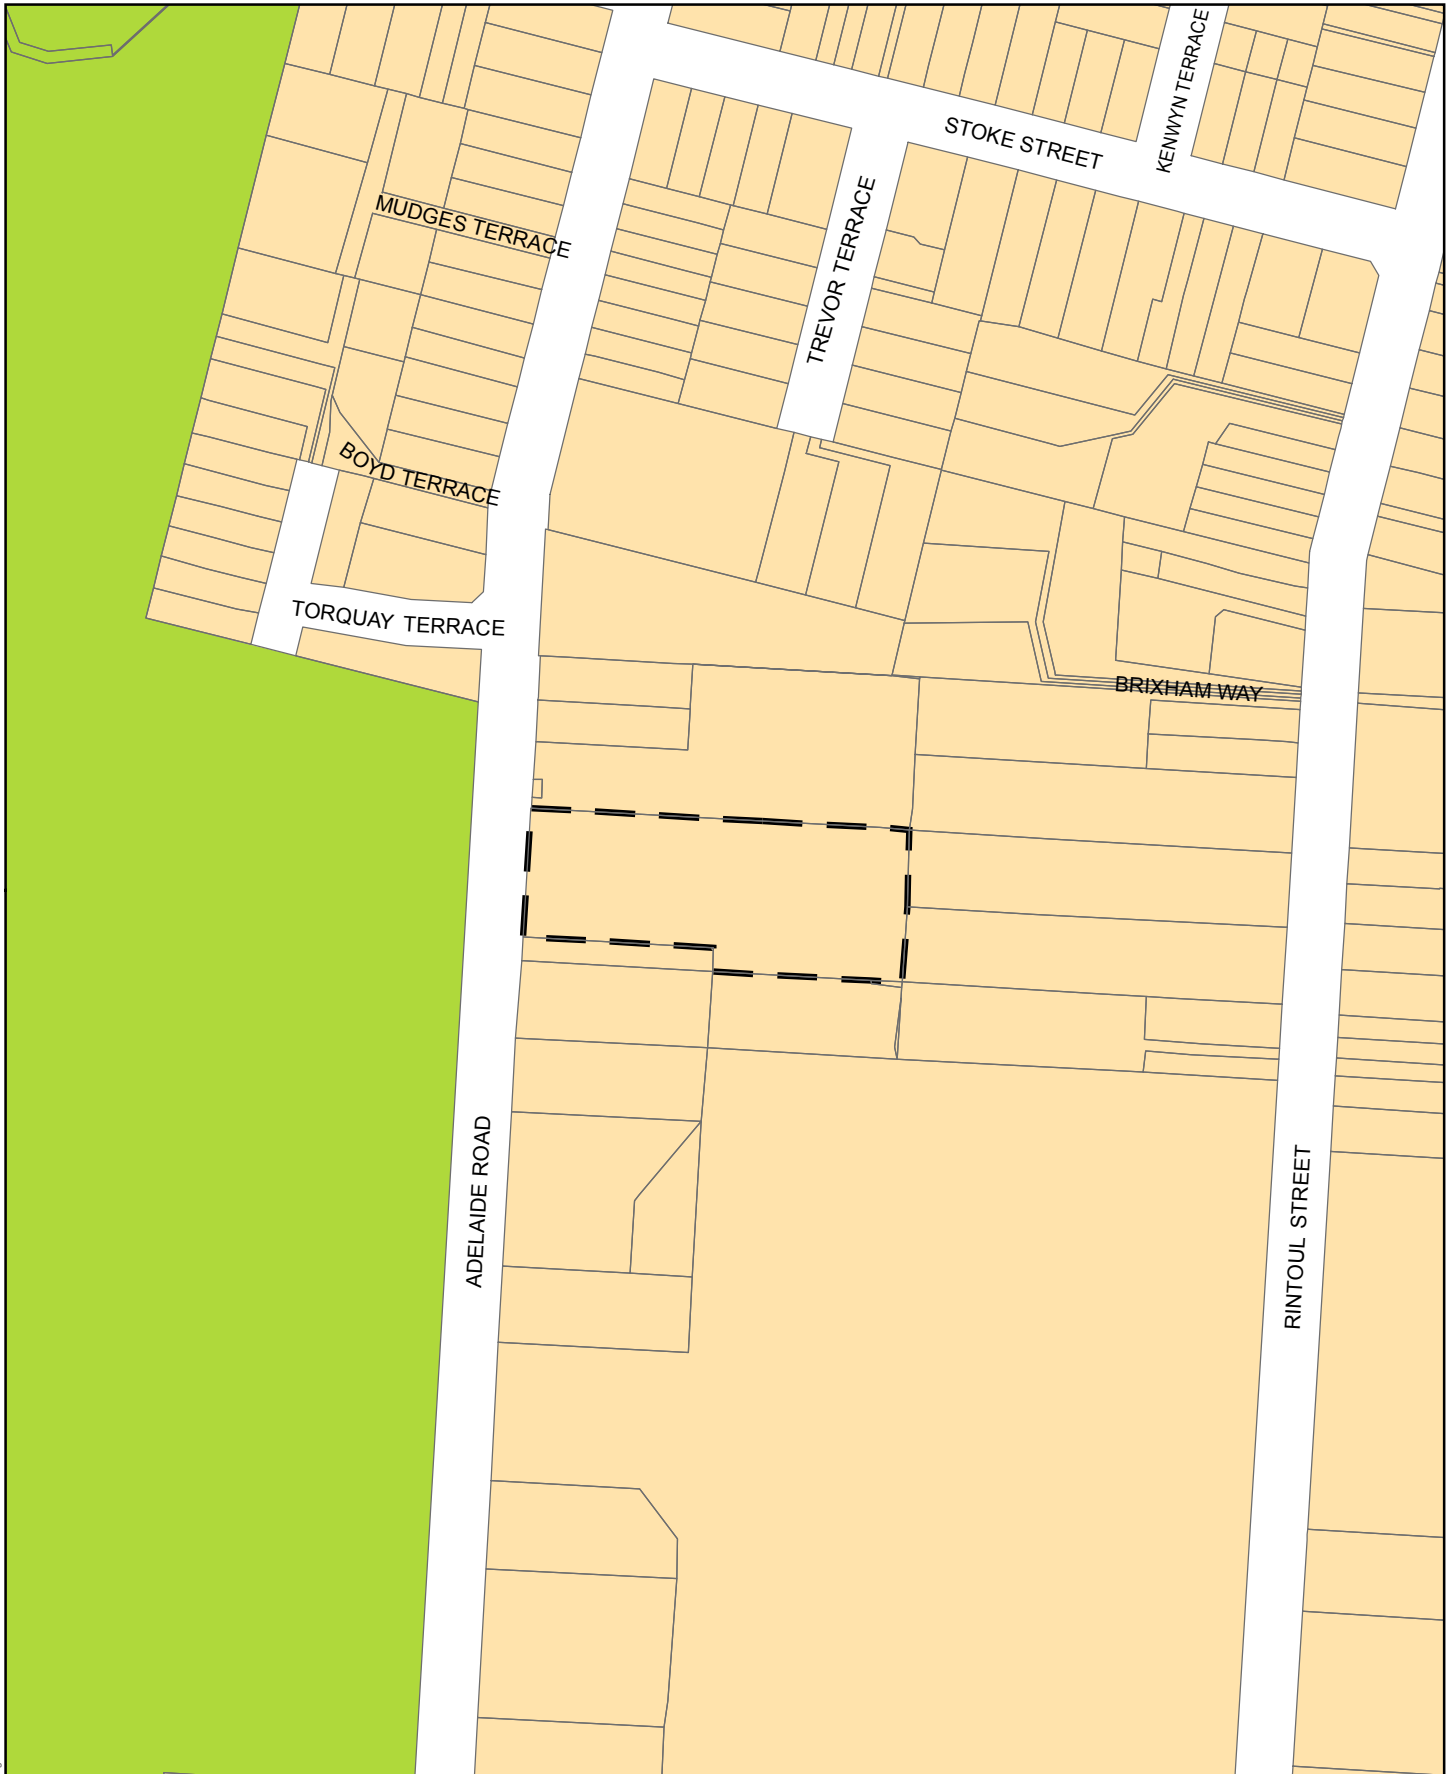 KENWYN TERRACE
STOKE STREET
MUDGES TERRACE
TREVOR TERRACE
BOYD TERRACE
TORQUAY TERRACE
BRIXHAM WAY
ADELAIDE ROAD
RINTOUL STREET